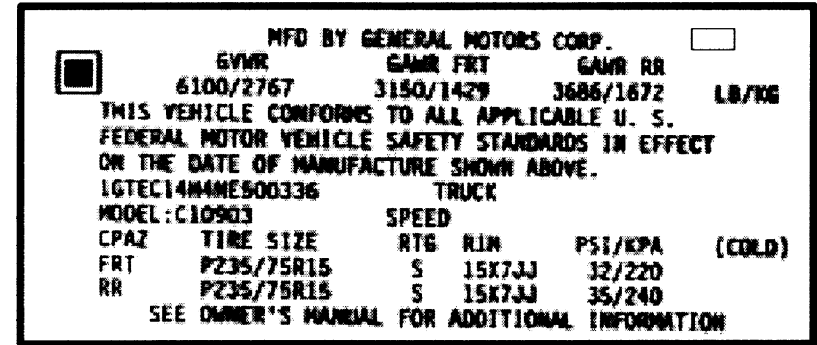 MFD BY GENERAL MOTORS CORP.
GVWR GAWR FRT GAWR RR
6100/2767 3150/1429 3686/1672 LB/KG
THIS VEHICLE CONFORMS TO ALL APPLICABLE U. S.
FEDERAL MOTOR VEHICLE SAFETY STANDARDS IN EFFECT
ON THE DATE OF MANUFACTURE SHOWN ABOVE.
1GTEC14M4ME500336 TRUCK
MODEL:C10903 SPEED
CPAZ TIRE SIZE RTG RIM PSI/KPA (COLD)
FRT P235/75R15 S 15X7JJ 32/220
RR P235/75R15 S 15X7JJ 35/240
SEE OWNER'S MANUAL FOR ADDITIONAL INFORMATION